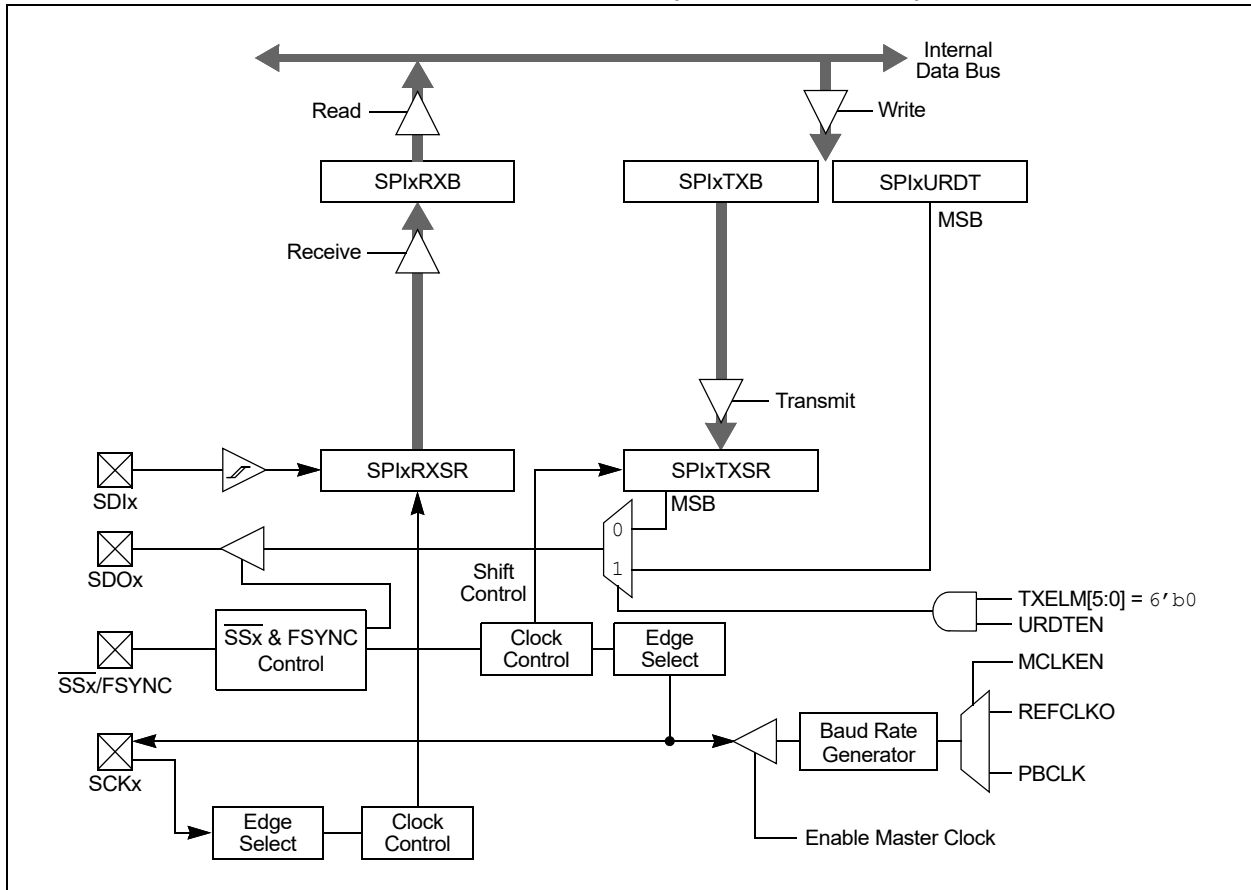 Internal
Data Bus
Read
Write
SPIxRXB
SPIxTXB
SPIxURDT
MSB
Receive
Transmit
SPIxRXSR
SPIxTXSR
SDIx
MSB
0
SDOx
Shift
Control
1
TXELM[5:0] = 6'b0
URDTEN
SSx & FSYNC
Control
Clock
Control
Edge
Select
SSx/FSYNC
MCLKEN
REFCLKO
Baud Rate
Generator
PBCLK
SCKx
Edge
Select
Clock
Control
Enable Master Clock